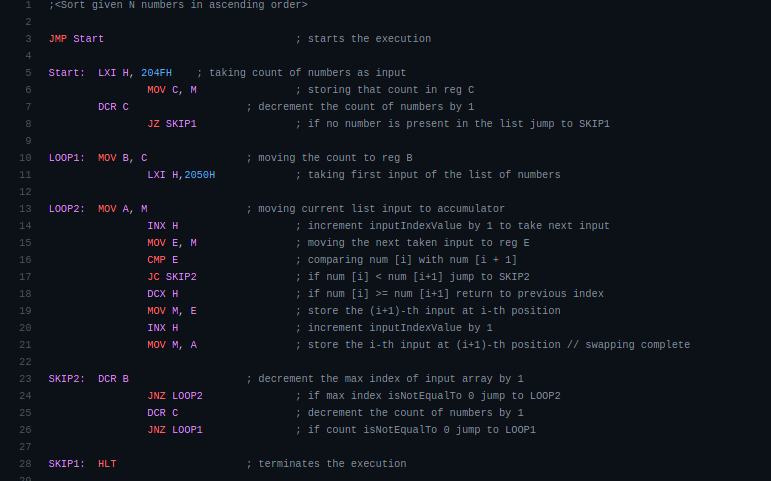 1 ;<Sort given N numbers in ascending order>
2
3 JMP Start ; starts the execution
4
5 Start: LXI H, 204FH ; taking count of numbers as input
6 MOV C, M ; storing that count in reg C
7 DCR C ; decrement the count of numbers by 1
8 JZ SKIP1 ; if no number is present in the list jump to SKIP1
9
10 LOOP1: MOV B, C ; moving the count to reg B
11 LXI H,2050H ; taking first input of the list of numbers
12
13 LOOP2: MOV A, M ; moving current list input to accumulator
14 INX H ; increment inputIndexValue by 1 to take next input
15 MOV E, M ; moving the next taken input to reg E
16 CMP E ; comparing num [i] with num [i + 1]
17 JC SKIP2 ; if num [i] < num [i+1] jump to SKIP2
18 DCX H ; if num [i] >= num [i+1] return to previous index
19 MOV M, E ; store the (i+1)-th input at i-th position
20 INX H ; increment inputIndexValue by 1
21 MOV M, A ; store the i-th input at (i+1)-th position // swapping complete
22
23 SKIP2: DCR B ; decrement the max index of input array by 1
24 JNZ LOOP2 ; if max index isNotEqualTo 0 jump to LOOP2
25 DCR C ; decrement the count of numbers by 1
26 JNZ LOOP1 ; if count isNotEqualTo 0 jump to LOOP1
27
28 SKIP1: HLT ; terminates the execution
29